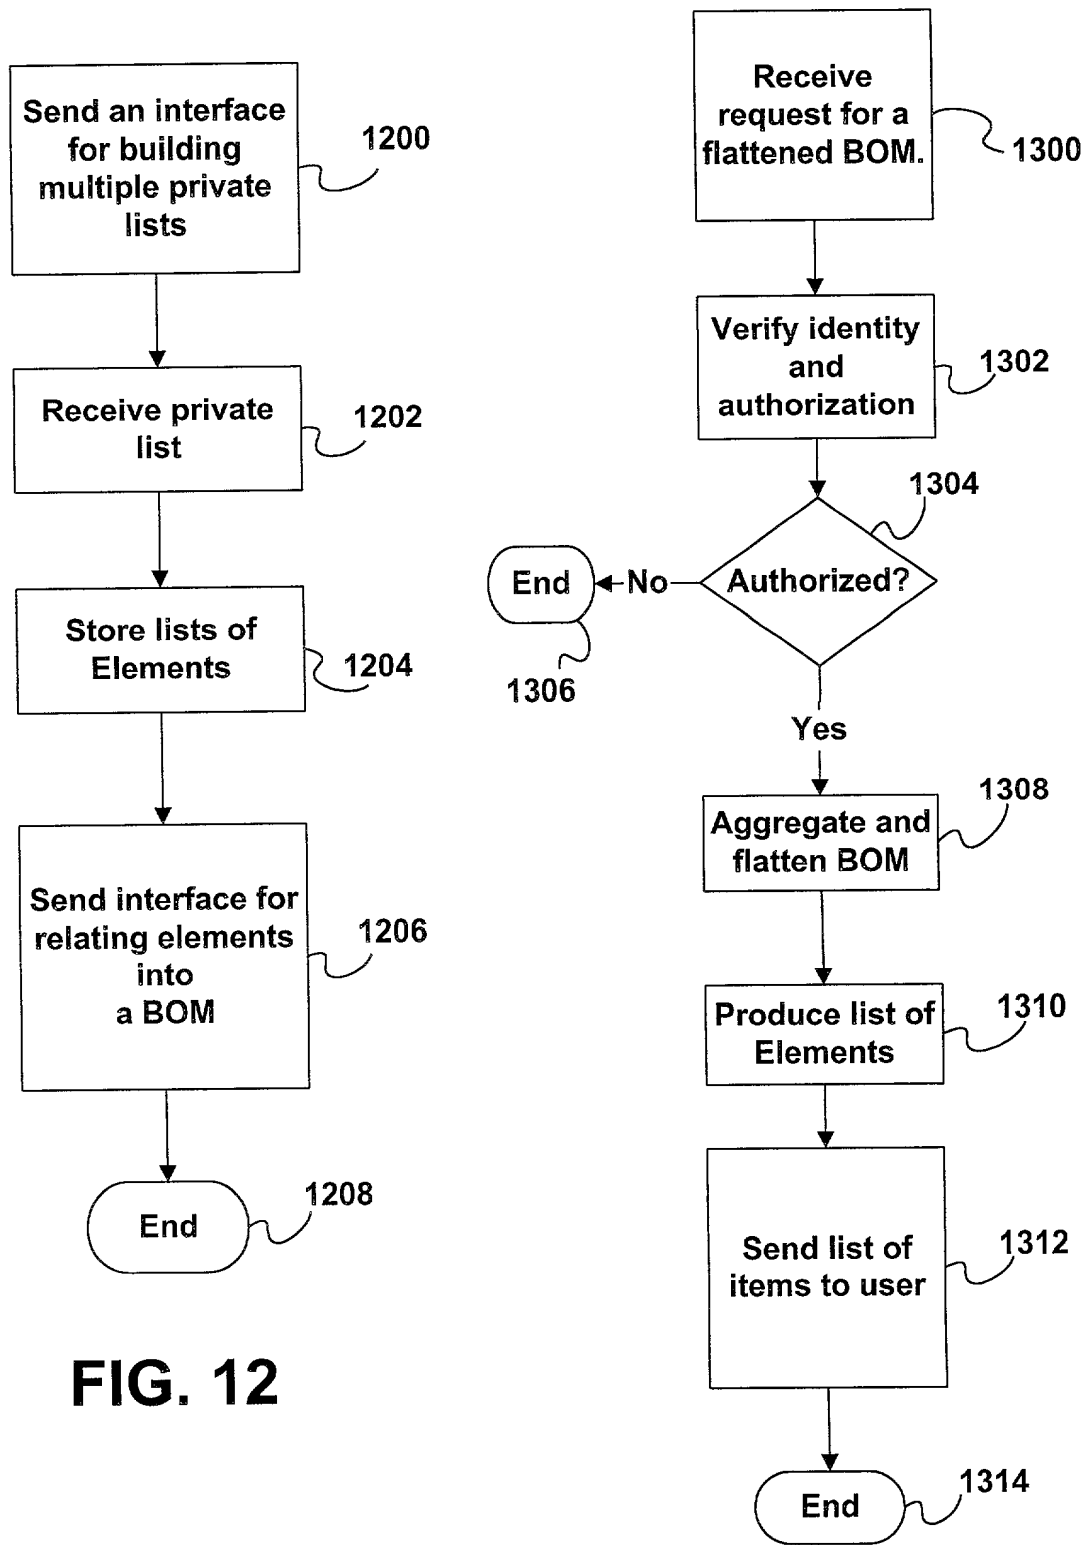 Send an interface
for building
multiple private
lists
1200
Receive private
list
1202
Store lists of
Elements
1204
Send interface for
relating elements
into
a BOM
1206
End
1208
FIG. 12
Receive
request for a
flattened BOM.
1300
Verify identity
and
authorization
1302
1304
Authorized?
No
End
1306
Yes
Aggregate and
flatten BOM
1308
Produce list of
Elements
1310
Send list of
items to user
1312
End
1314